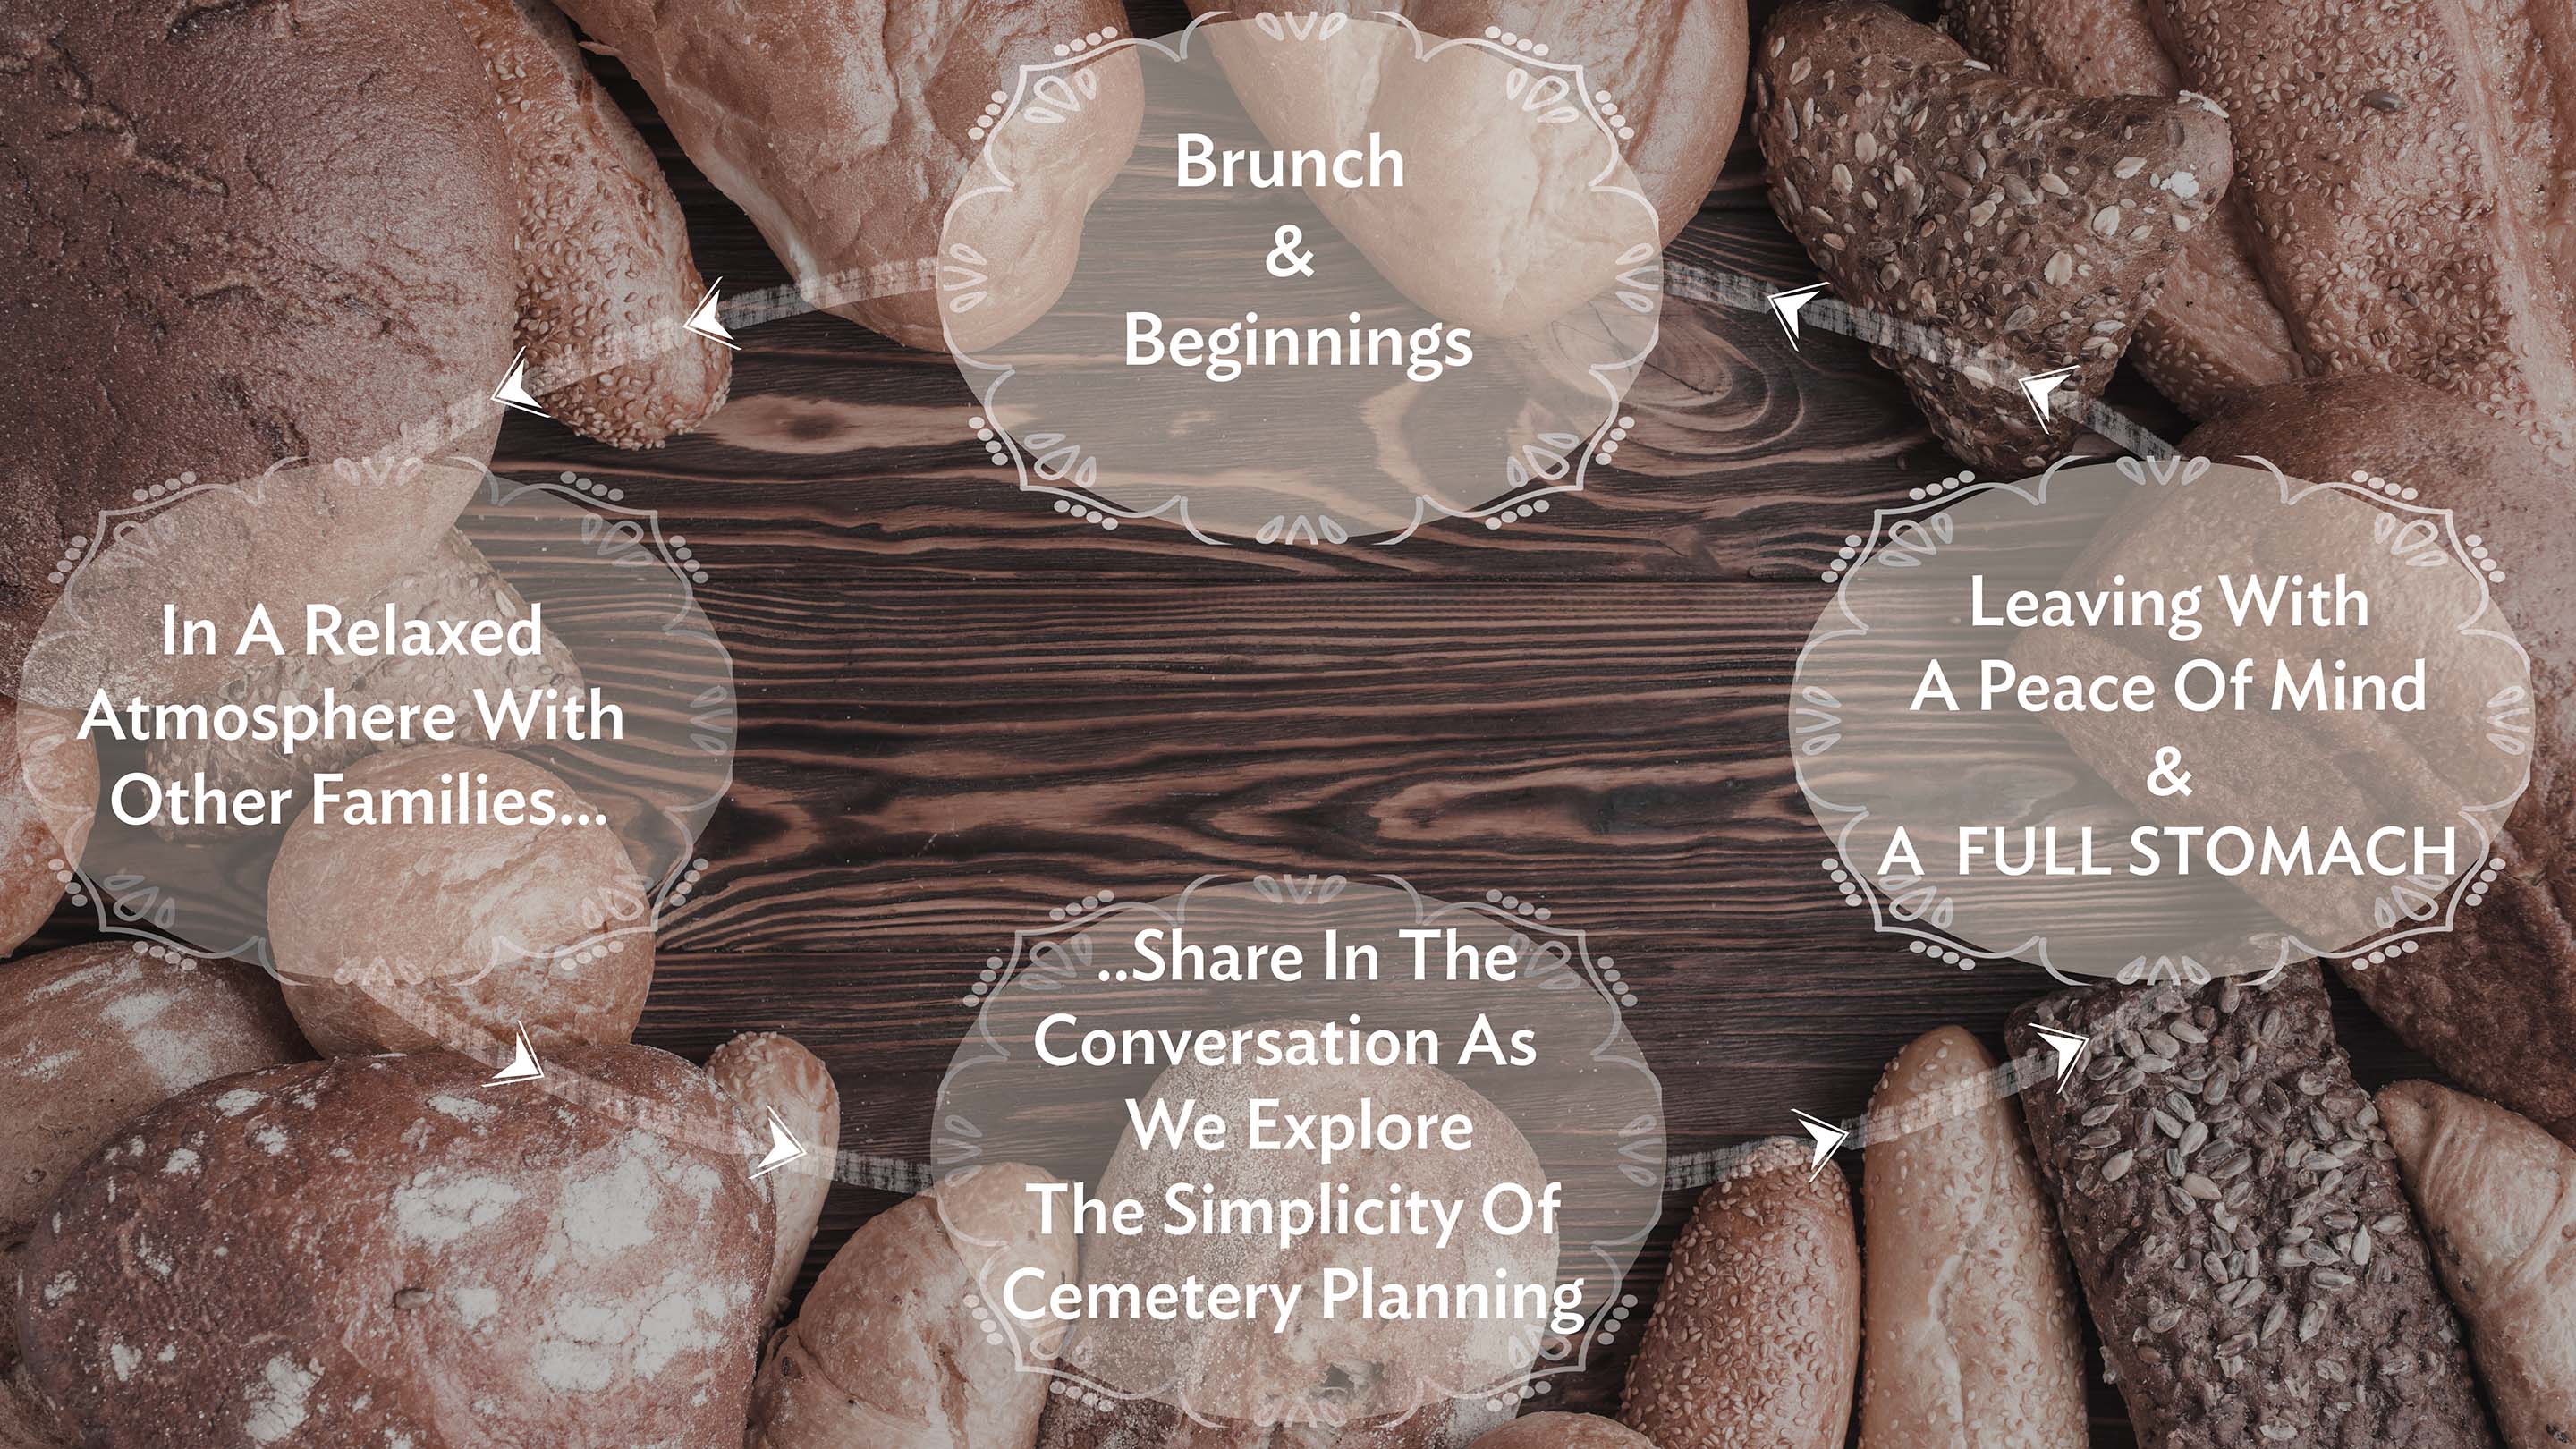 Brunch
&
Beginnings
In A Relaxed
Atmosphere With
Other Families...
..Share In The
Conversation As
We Explore
The Simplicity Of
Cemetery Planning
Leaving With
A Peace Of Mind
&
A FULL STOMACH